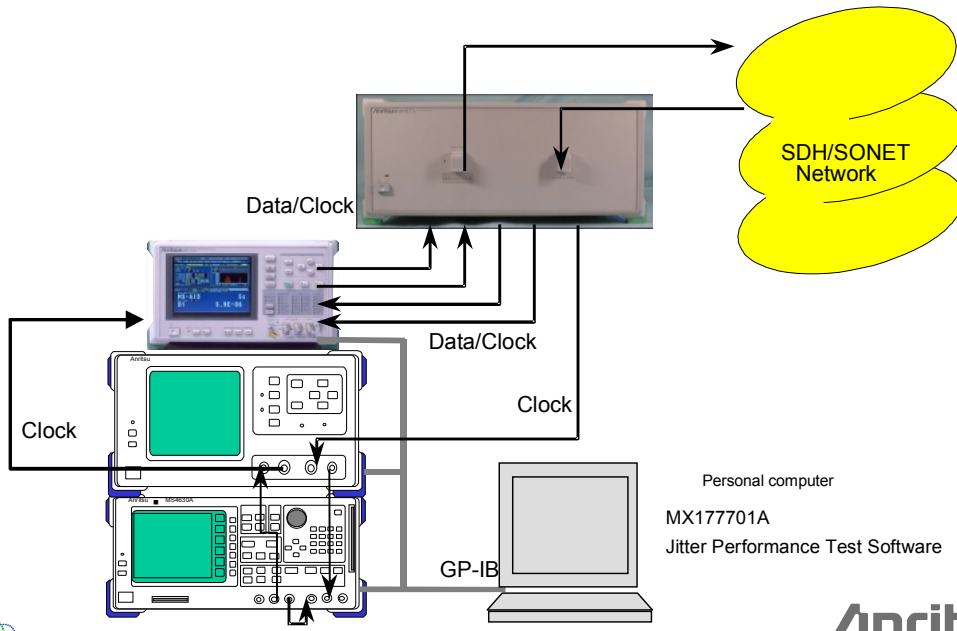 SDH/SONET
Network
Data/Clock
Data/Clock
Clock
Clock
Anritsu
Anritsu ■ MS4630A
GP-IB
Personal computer
MX177701A
Jitter Performance Test Software